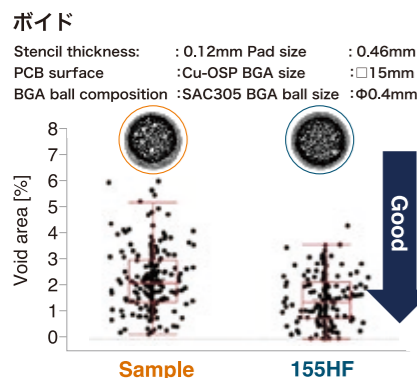 ボイド
Stencil thickness: : 0.12mm Pad size : 0.46mm
PCB surface :Cu-OSP BGA size :□15mm
BGA ball composition :SAC305 BGA ball size :Φ0.4mm
8
7
6
5
4
3
2
1
0
Void area [%]
Good
Sample
155HF